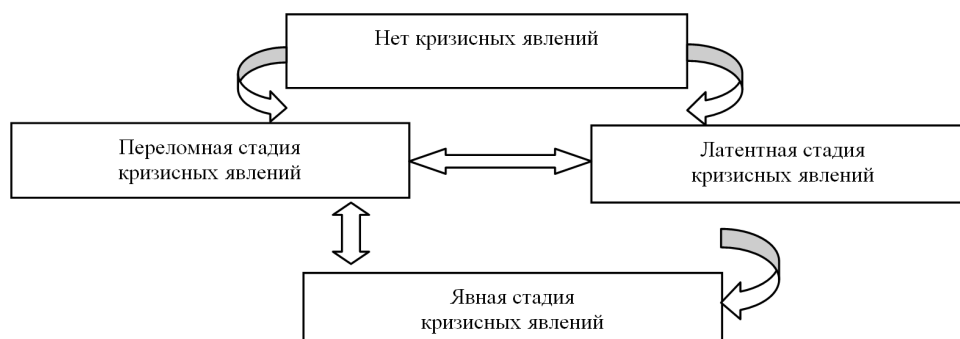 Нет кризисных явлений
Переломная стадия
кризисных явлений
Латентная стадия
кризисных явлений
Явная стадия
кризисных явлений